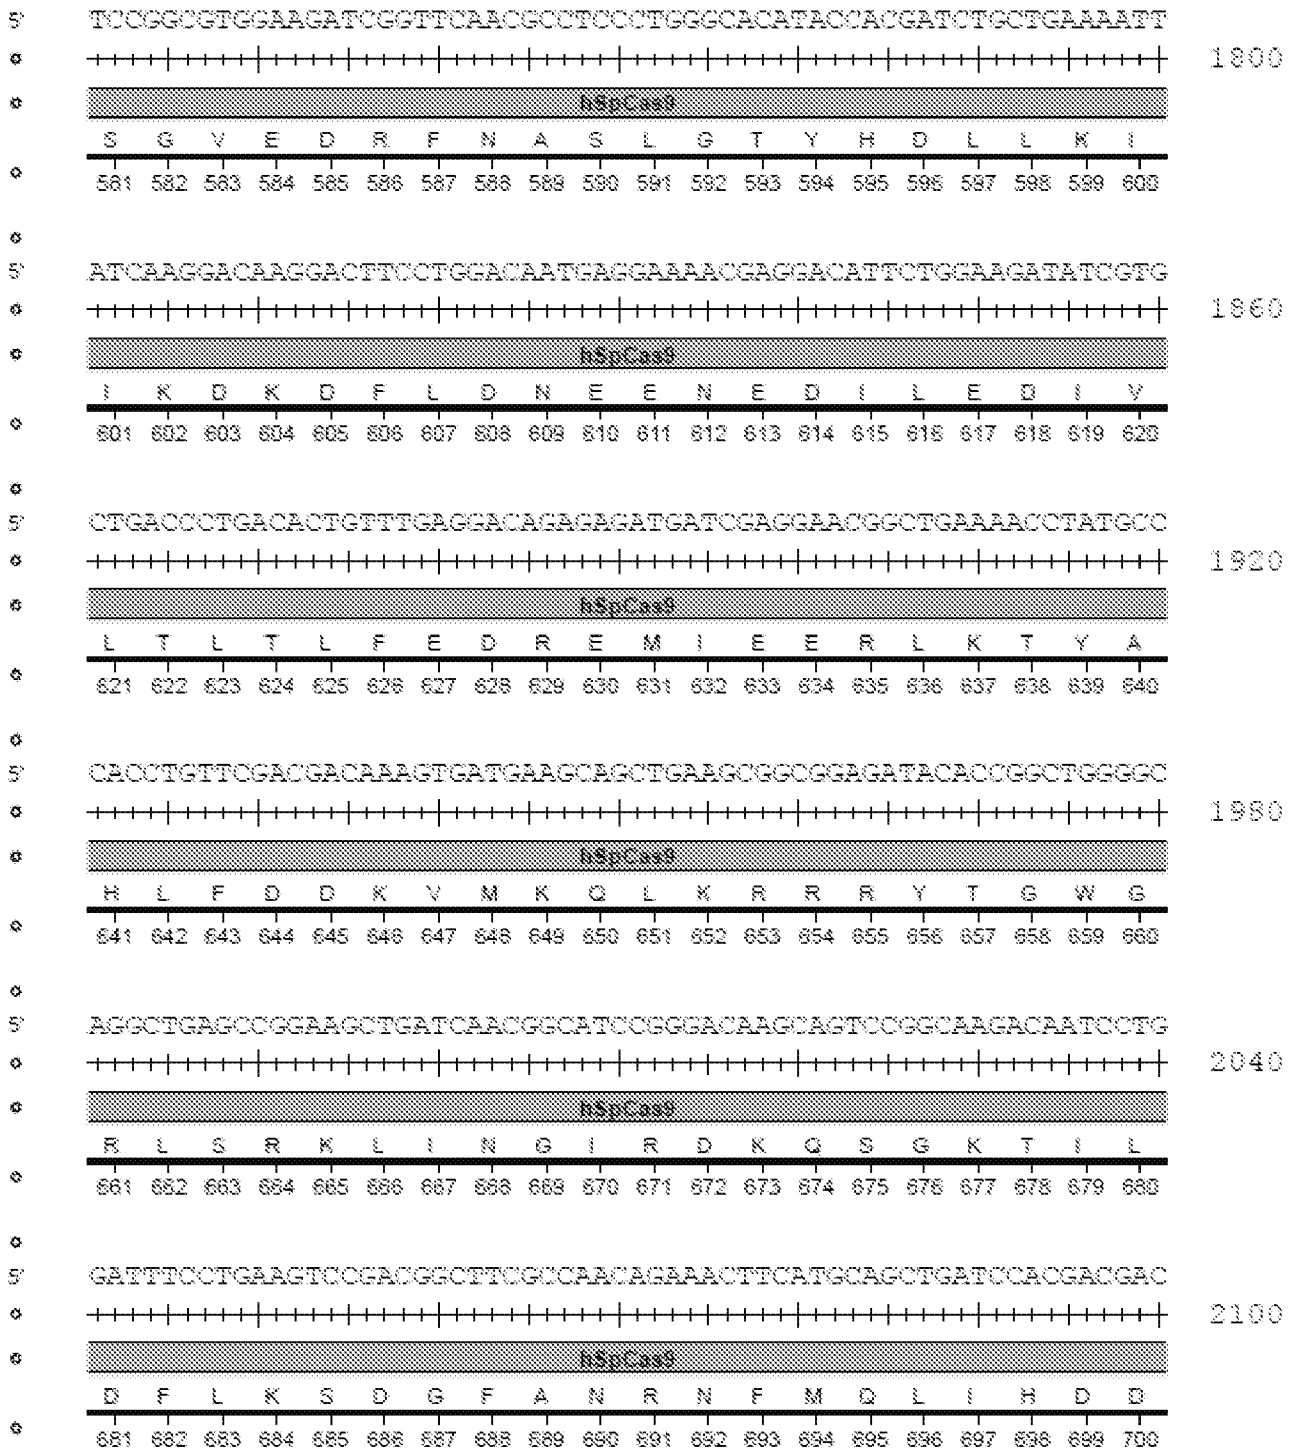 5' TCCGGCGTGGAAGATCGGTTCAACGCCTCCCTGGGCACATACCACGATCTGCTGAAAATT
1800
hSpCas9
S G V E D R F N A S L G T Y H D L L K I
581 582 583 584 585 586 587 588 589 590 591 592 593 594 595 596 597 598 599 600
5' ATCAAGGACAAGGACTTCCTGGACAATGAGGAAAACGAGGACATTCTGGAAGATATCGTG
1860
hSpCas9
I K D K D F L D N E E N E D I L E D I V
601 602 603 604 605 606 607 608 609 610 611 612 613 614 615 616 617 618 619 620
5' CTGACCCTGACACTGTTTGAGGACAGAGAGATGATCGAGGAACGGCTGAAAACCTATGCC
1920
hSpCas9
L T L T L F E D R E M I E E R L K T Y A
621 622 623 624 625 626 627 628 629 630 631 632 633 634 635 636 637 638 639 640
5' CACCTGTTCGACGACAAAGTGATGAAGCAGCTGAAGCGGCGGAGATACACCGGCTGGGGC
1980
hSpCas9
H L F D D K V M K Q L K R R R Y T G W G
641 642 643 644 645 646 647 648 649 650 651 652 653 654 655 656 657 658 659 660
5' AGGCTGAGCCGGAAGCTGATCAACGGCATCCGGGACAAGCAGTCCGGCAAGACAATCCTG
2040
hSpCas9
R L S R K L I N G I R D K Q S G K T I L
661 662 663 664 665 666 667 668 669 670 671 672 673 674 675 676 677 678 679 680
5' GATTTCCTGAAGTCCGACGGCTTCGCCAACAGAAACTTCATGCAGCTGATCCACGACGAC
2100
hSpCas9
D F L K S D G F A N R N F M Q L I H D D
681 682 683 684 685 686 687 688 689 690 691 692 693 694 695 696 697 698 699 700